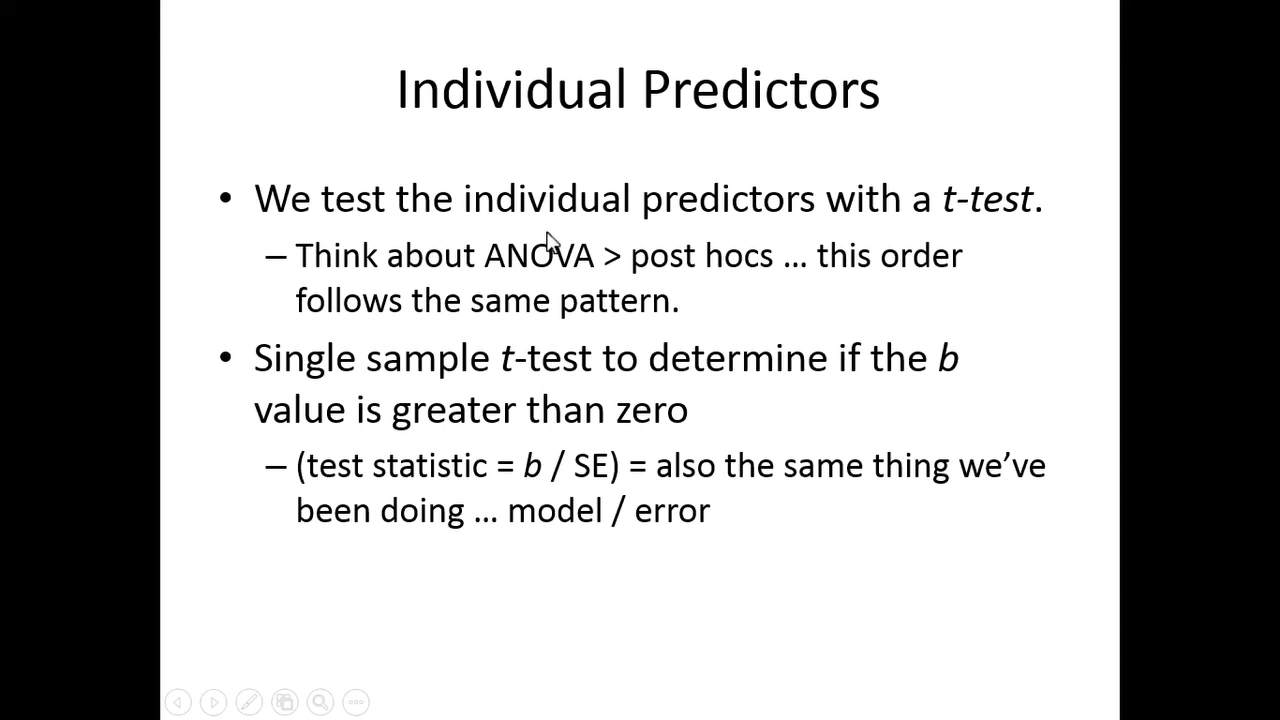 Individual Predictors
• We test the individual predictors with a t-test.
– Think about ANOVA > post hocs … this order
follows the same pattern.
• Single sample t-test to determine if the b
value is greater than zero
– (test statistic = b / SE) = also the same thing we’ve
been doing … model / error